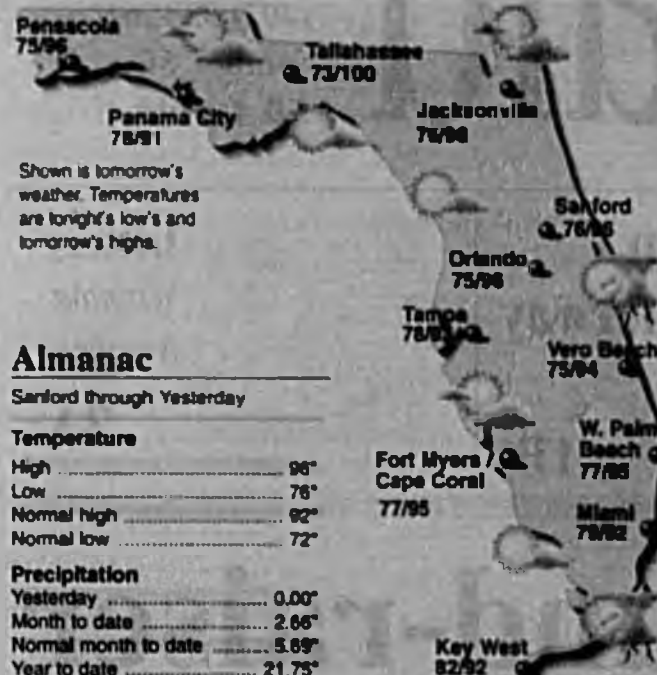 Pensacola
75/96
Tallahassee
73/100
Panama City
78/91
Jacksonville
Shown is tomorrow's
weather. Temperatures
are tonight's low's and
tomorrow's highs.
Sanford
Orlando
75/96
Tampa
Vero Beach
75/94
Fort Myers
Cape Coral
77/95
W. Palm
Beach
77/95
Miami
79/92
Key West
82/92
Almanac
Sanford through Yesterday
Temperature
High 96°
Low 76°
Normal high 92°
Normal low 72°
Precipitation
Yesterday 0.00"
Month to date 2.66"
Normal month to date 5.89"
Year to date 21.75"